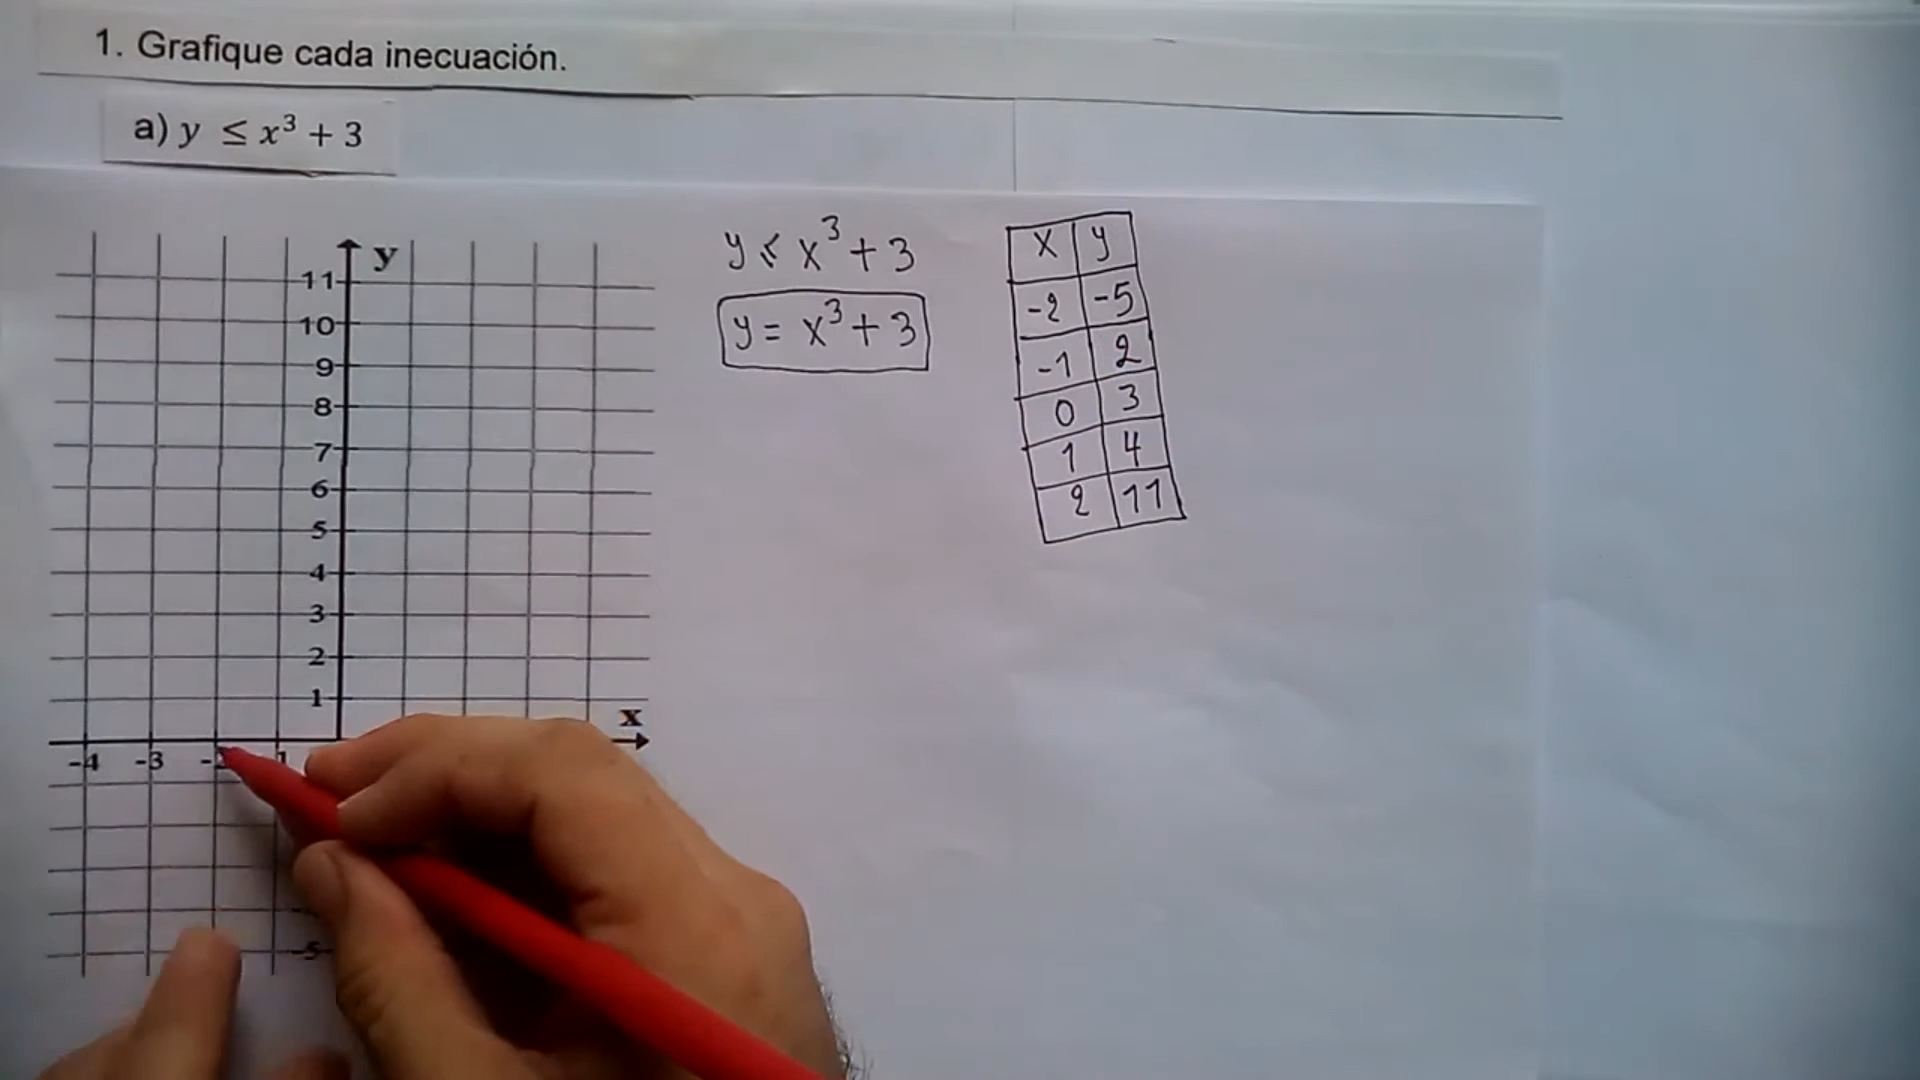 1. Grafique cada inecuación.
a) y ≤ x³ + 3
y ≤ x³ + 3
y = x³ + 3
x y
-2 -5
-1 2
0 3
1 4
2 11
y
11
10
9
8
7
6
5
4
3
2
1
x
-4 -3
-5